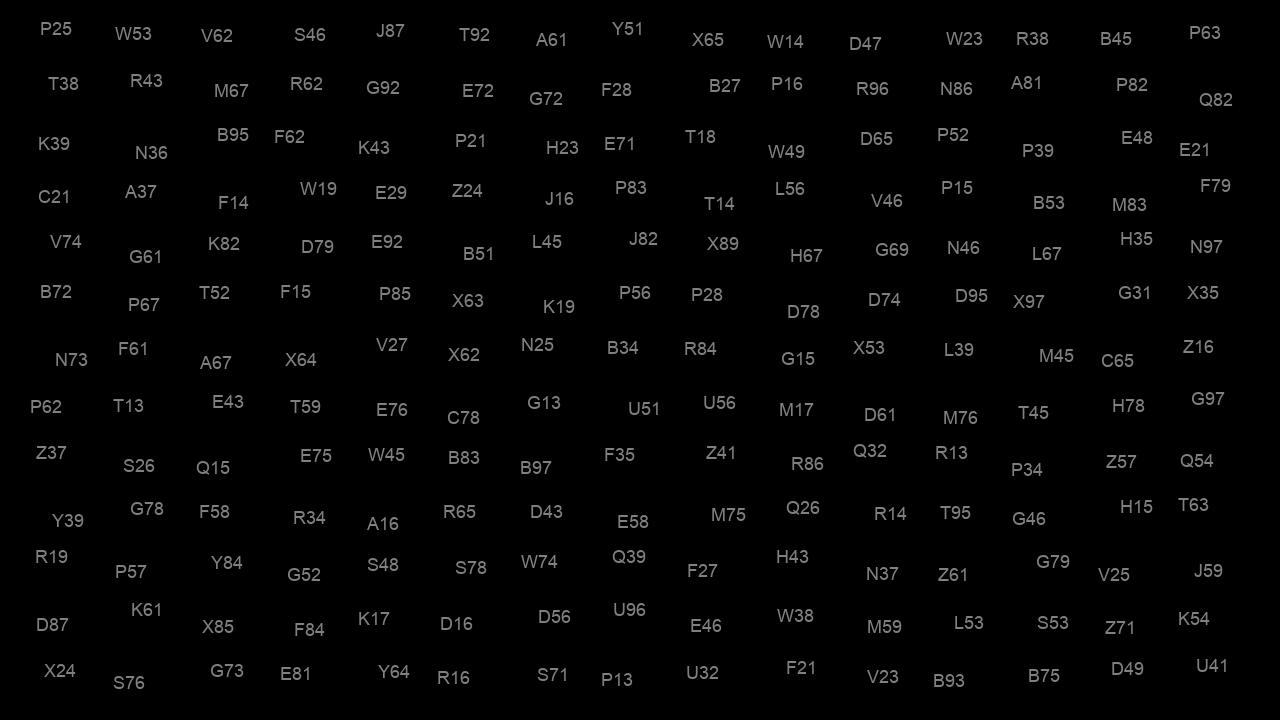 P25 W53 V62 S46 J87 T92 A61 Y51 X65 W14 D47 W23 R38 B45 P63
T38 R43 M67 R62 G92 E72 G72 F28 B27 P16 R96 N86 A81 P82 Q82
K39 N36 B95 F62 K43 P21 H23 E71 T18 W49 D65 P52 P39 E48 E21
C21 A37 F14 W19 E29 Z24 J16 P83 T14 L56 V46 P15 B53 M83 F79
V74 G61 K82 D79 E92 B51 L45 J82 X89 H67 G69 N46 L67 H35 N97
B72 P67 T52 F15 P85 X63 K19 P56 P28 D78 D74 D95 X97 G31 X35
N73 F61 A67 X64 V27 X62 N25 B34 R84 G15 X53 L39 M45 C65 Z16
P62 T13 E43 T59 E76 C78 G13 U51 U56 M17 D61 M76 T45 H78 G97
Z37 S26 Q15 E75 W45 B83 B97 F35 Z41 R86 Q32 R13 P34 Z57 Q54
Y39 G78 F58 R34 A16 R65 D43 E58 M75 Q26 R14 T95 G46 H15 T63
R19 P57 Y84 G52 S48 S78 W74 Q39 F27 H43 N37 Z61 G79 V25 J59
D87 K61 X85 F84 K17 D16 D56 U96 E46 W38 M59 L53 S53 Z71 K54
X24 S76 G73 E81 Y64 R16 S71 P13 U32 F21 V23 B93 B75 D49 U41